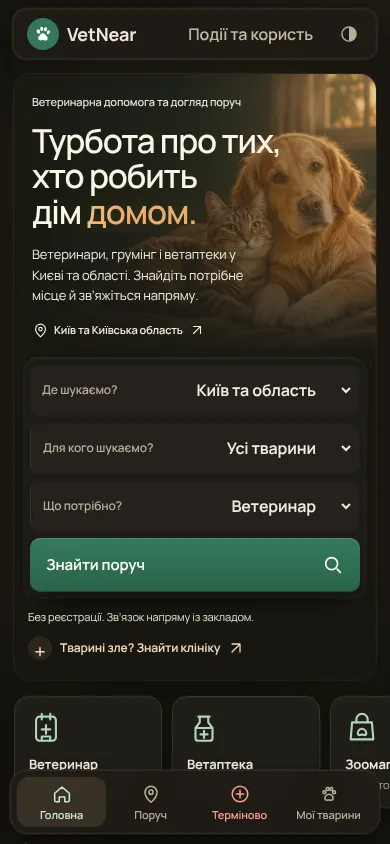 VetNear
Події та користь
Ветеринарна допомога та догляд поруч
Турбота про тих,
хто робить
дім домом.
Ветеринари, грумінг і ветаптеки у
Києві та області. Знайдіть потрібне
місце й зв'яжіться напряму.
Київ та Київська область
Де шукаємо?
Київ та область
Для кого шукаємо?
Усі тварини
Що потрібно?
Ветеринар
Знайти поруч
Без реєстрації. Зв'язок напряму із закладом.
Тварині зле? Знайти клініку
Ветеринар
Ветаптека
Зоомаг
Головна
Поруч
Терміново
Мої тварини